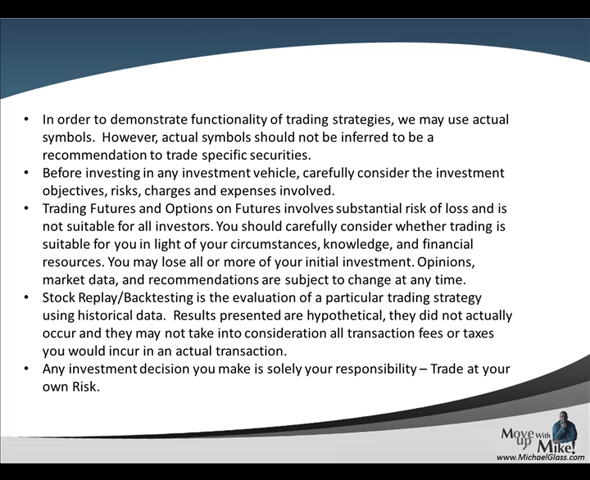 • In order to demonstrate functionality of trading strategies, we may use actual
symbols.  However, actual symbols should not be inferred to be a
recommendation to trade specific securities.
• Before investing in any investment vehicle, carefully consider the investment
objectives, risks, charges and expenses involved.
• Trading Futures and Options on Futures involves substantial risk of loss and is
not suitable for all investors. You should carefully consider whether trading is
suitable for you in light of your circumstances, knowledge, and financial
resources. You may lose all or more of your initial investment. Opinions,
market data, and recommendations are subject to change at any time.
• Stock Replay/Backtesting is the evaluation of a particular trading strategy
using historical data.  Results presented are hypothetical, they did not actually
occur and they may not take into consideration all transaction fees or taxes
you would incur in an actual transaction.
• Any investment decision you make is solely your responsibility – Trade at your
own Risk.
Move up With Mike!
www.MichaelGlass.com